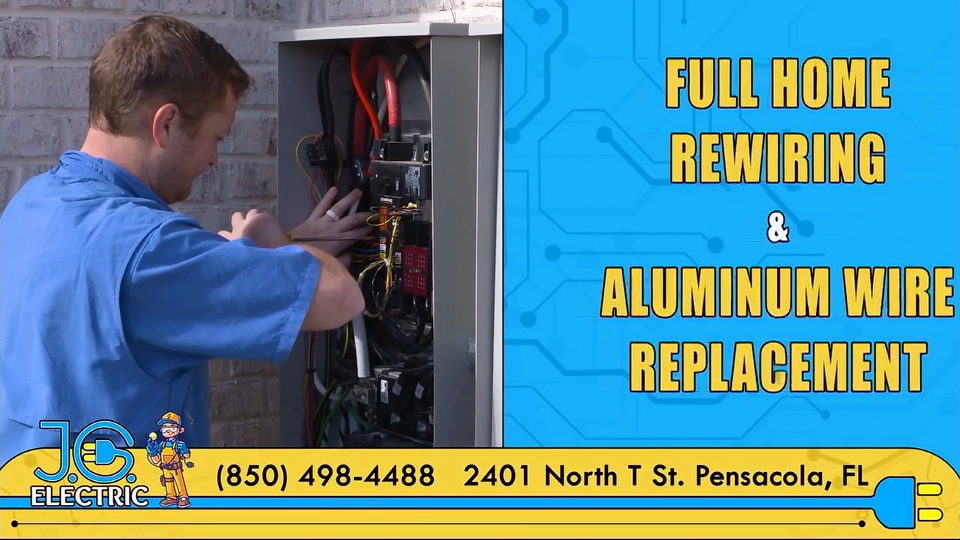 FULL HOME
REWIRING
&
ALUMINUM WIRE
REPLACEMENT
J.C.
ELECTRIC
(850) 498-4488 2401 North T St. Pensacola, FL